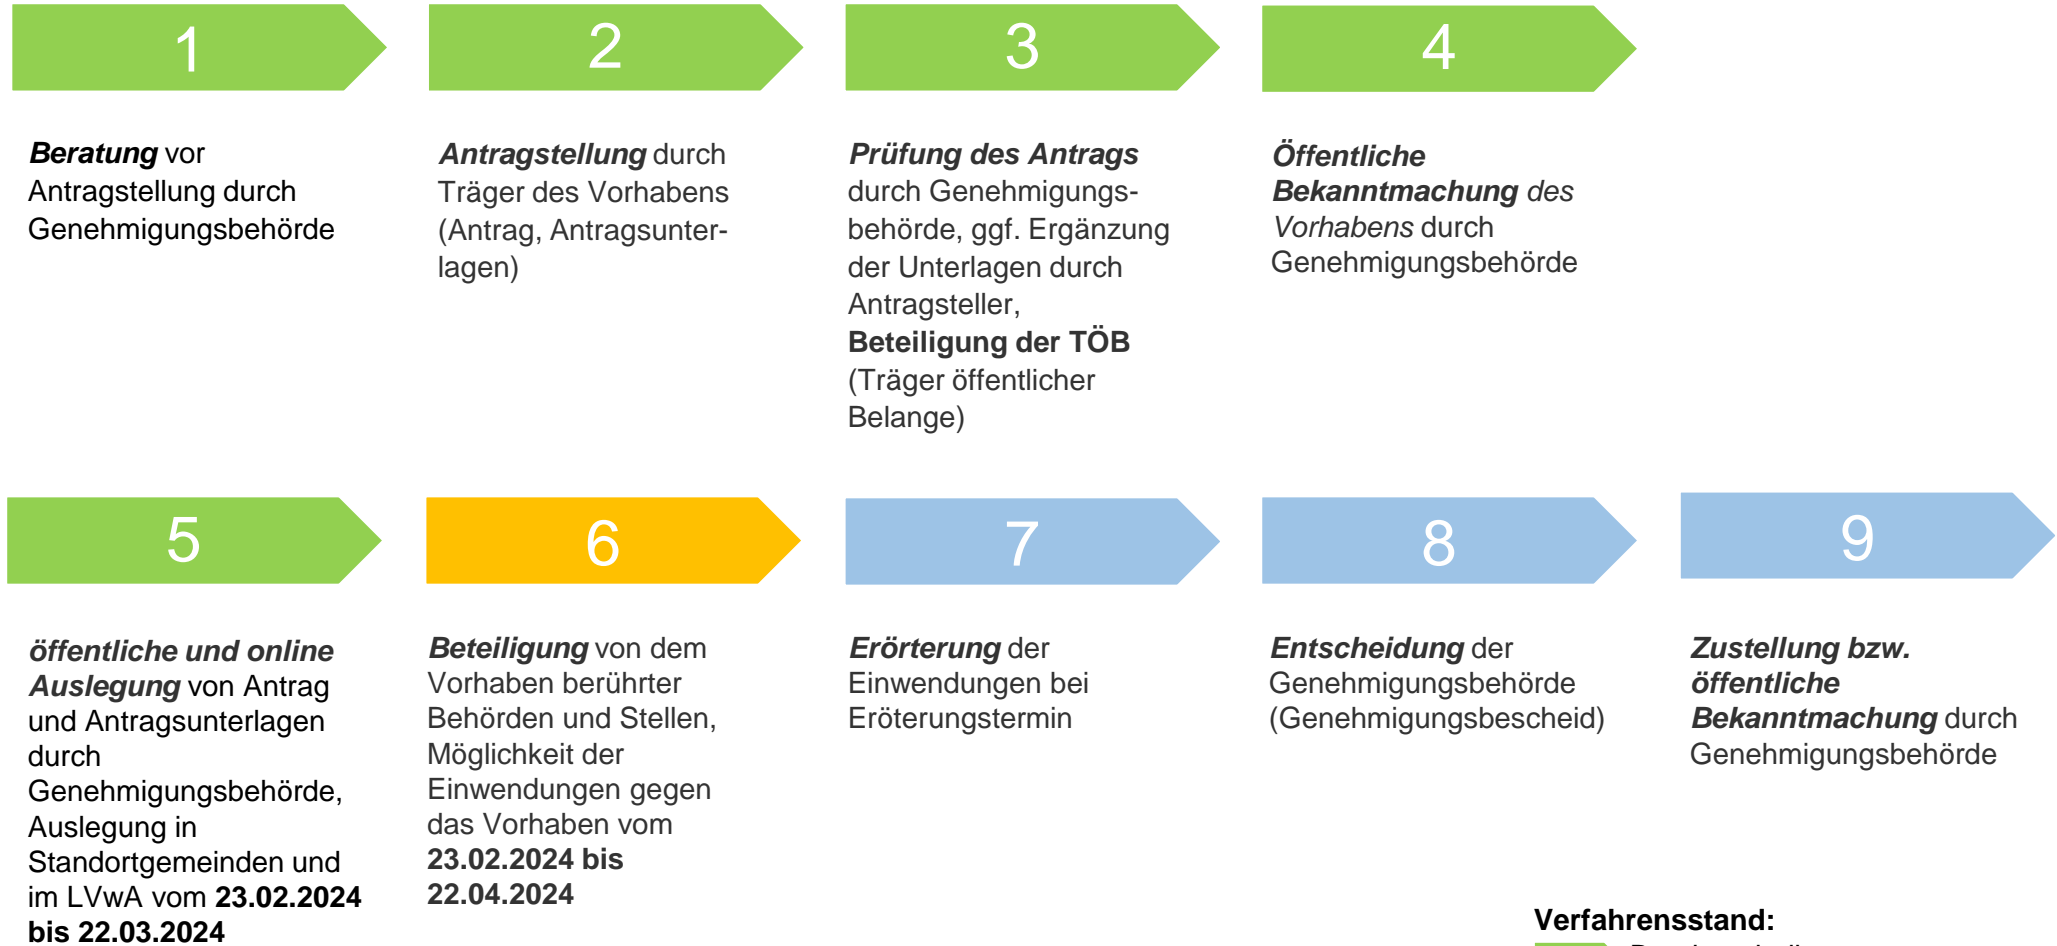 1
2
3
4
Beratung vor
Antragstellung durch
Genehmigungsbehörde
Antragstellung durch
Träger des Vorhabens
(Antrag, Antragsunter-
lagen)
Prüfung des Antrags
durch Genehmigungs-
behörde, ggf. Ergänzung
der Unterlagen durch
Antragsteller,
Beteiligung der TÖB
(Träger öffentlicher
Belange)
Öffentliche
Bekanntmachung des
Vorhabens durch
Genehmigungsbehörde
5
6
7
8
9
öffentliche und online
Auslegung von Antrag
und Antragsunterlagen
durch
Genehmigungsbehörde,
Auslegung in
Standortgemeinden und
im LVwA vom 23.02.2024
bis 22.03.2024
Beteiligung von dem
Vorhaben berührter
Behörden und Stellen,
Möglichkeit der
Einwendungen gegen
das Vorhaben vom
23.02.2024 bis
22.04.2024
Erörterung der
Einwendungen bei
Eröterungstermin
Entscheidung der
Genehmigungsbehörde
(Genehmigungsbescheid)
Zustellung bzw.
öffentliche
Bekanntmachung durch
Genehmigungsbehörde
Verfahrensstand: